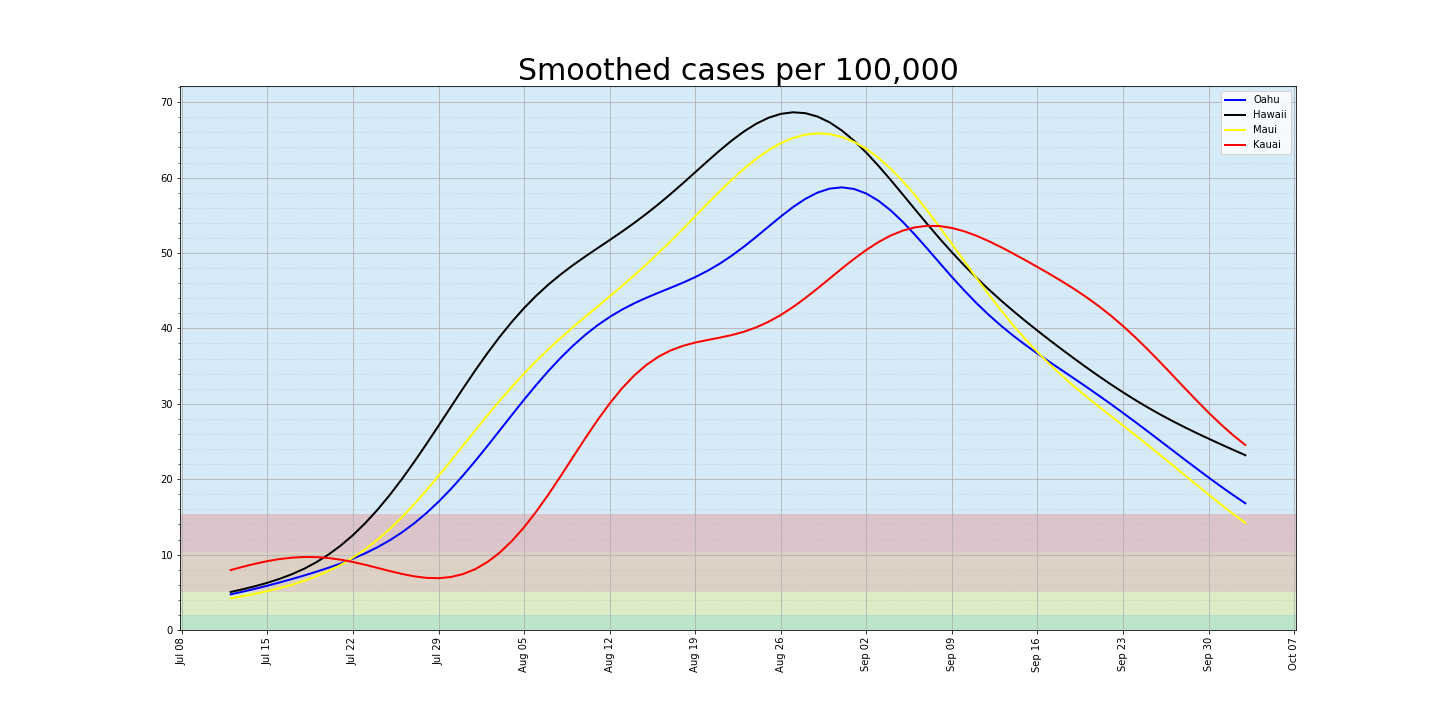 Smoothed cases per 100,000
Oahu
Hawaii
Maui
Kauai
70
60
50
40
30
20
10
0
Jul 08
Jul 15
Jul 22
Jul 29
Aug 05
Aug 12
Aug 19
Aug 26
Sep 02
Sep 09
Sep 16
Sep 23
Sep 30
Oct 07